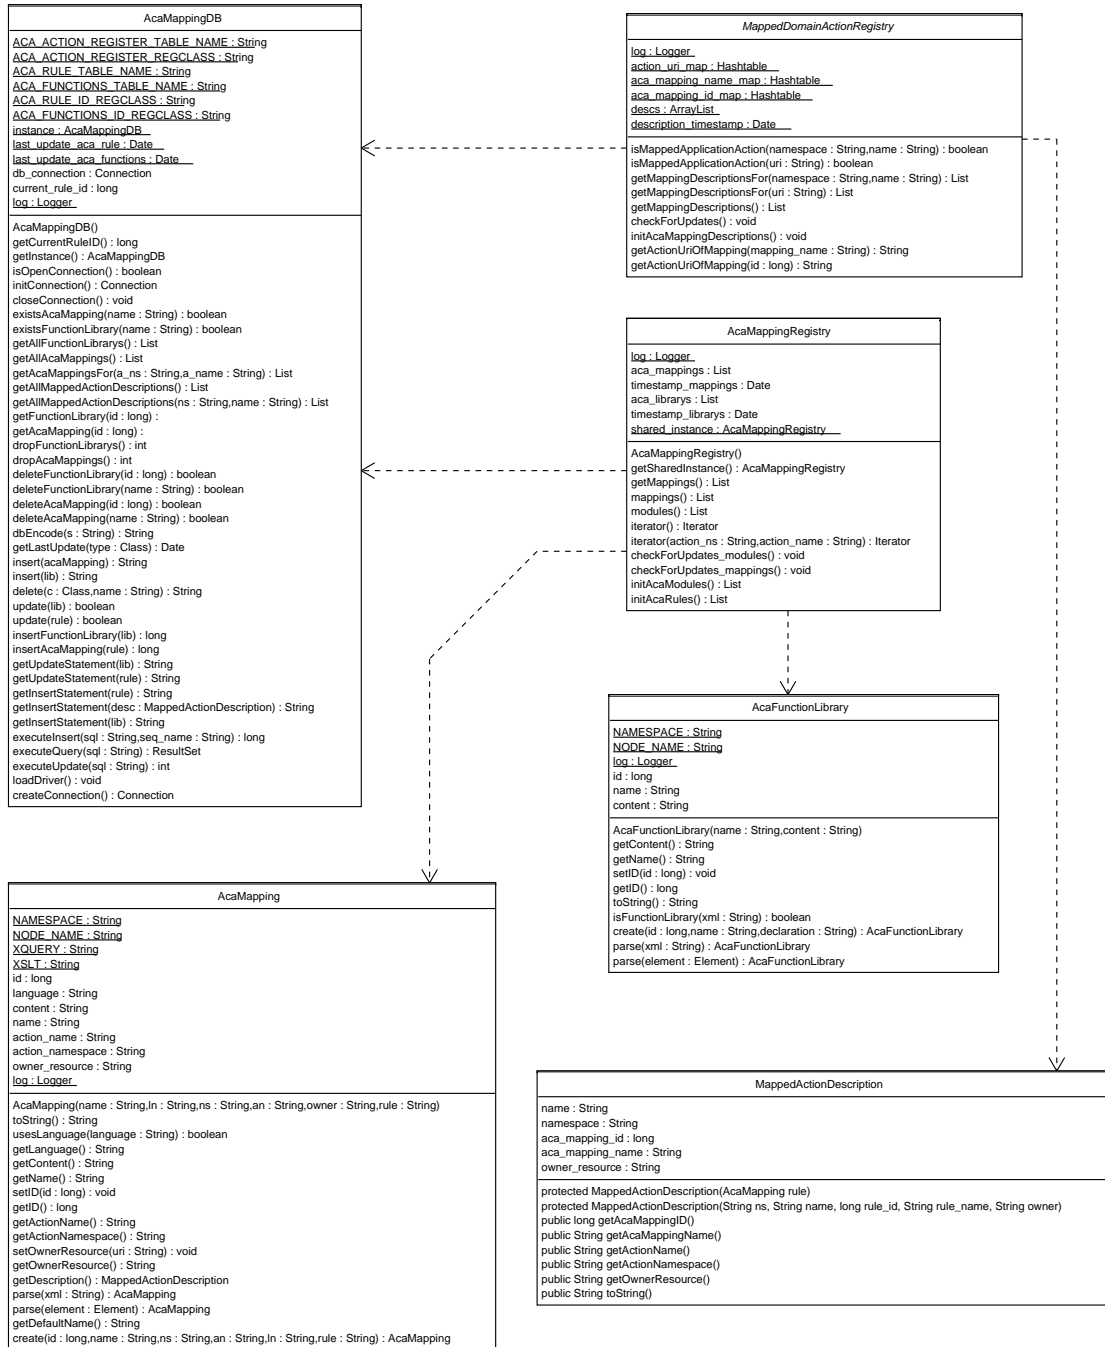 AcaMappingDB
ACA_ACTION_REGISTER_TABLE_NAME : String
ACA_ACTION_REGISTER_REGCLASS : String
ACA_RULE_TABLE_NAME : String
ACA_FUNCTIONS_TABLE_NAME : String
ACA_RULE_ID_REGCLASS : String
ACA_FUNCTIONS_ID_REGCLASS : String
instance : AcaMappingDB
last_update_aca_rule : Date
last_update_aca_functions : Date
db_connection : Connection
current_rule_id : long
log : Logger
AcaMappingDB()
getCurrentRuleID() : long
getInstance() : AcaMappingDB
isOpenConnection() : boolean
initConnection() : Connection
closeConnection() : void
existsAcaMapping(name : String) : boolean
existsFunctionLibrary(name : String) : boolean
getAllFunctionLibrarys() : List
getAllAcaMappings() : List
getAcaMappingsFor(a_ns : String,a_name : String) : List
getAllMappedActionDescriptions() : List
getAllMappedActionDescriptions(ns : String,name : String) : List
getFunctionLibrary(id : long) :
getAcaMapping(id : long) :
dropFunctionLibrarys() : int
dropAcaMappings() : int
deleteFunctionLibrary(id : long) : boolean
deleteFunctionLibrary(name : String) : boolean
deleteAcaMapping(id : long) : boolean
deleteAcaMapping(name : String) : boolean
dbEncode(s : String) : String
getLastUpdate(type : Class) : Date
insert(acaMapping) : String
insert(lib) : String
delete(c : Class,name : String) : String
update(lib) : boolean
update(rule) : boolean
insertFunctionLibrary(lib) : long
insertAcaMapping(rule) : long
getUpdateStatement(lib) : String
getUpdateStatement(rule) : String
getInsertStatement(rule) : String
getInsertStatement(desc : MappedActionDescription) : String
getInsertStatement(lib) : String
executeInsert(sql : String,seq_name : String) : long
executeQuery(sql : String) : ResultSet
executeUpdate(sql : String) : int
loadDriver() : void
createConnection() : Connection
MappedDomainActionRegistry
log : Logger
action_uri_map : Hashtable
aca_mapping_name_map : Hashtable
aca_mapping_id_map : Hashtable
descs : ArrayList
description_timestamp : Date
isMappedApplicationAction(namespace : String,name : String) : boolean
isMappedApplicationAction(uri : String) : boolean
getMappingDescriptionsFor(namespace : String,name : String) : List
getMappingDescriptionsFor(uri : String) : List
getMappingDescriptions() : List
checkForUpdates() : void
initAcaMappingDescriptions() : void
getActionUriOfMapping(mapping_name : String) : String
getActionUriOfMapping(id : long) : String
AcaMappingRegistry
log : Logger
aca_mappings : List
timestamp_mappings : Date
aca_librarys : List
timestamp_librarys : Date
shared_instance : AcaMappingRegistry
AcaMappingRegistry()
getSharedInstance() : AcaMappingRegistry
getMappings() : List
mappings() : List
modules() : List
iterator() : Iterator
iterator(action_ns : String,action_name : String) : Iterator
checkForUpdates_modules() : void
checkForUpdates_mappings() : void
initAcaModules() : List
initAcaRules() : List
AcaFunctionLibrary
NAMESPACE : String
NODE_NAME : String
log : Logger
id : long
name : String
content : String
AcaFunctionLibrary(name : String,content : String)
getContent() : String
getName() : String
setID(id : long) : void
getID() : long
toString() : String
isFunctionLibrary(xml : String) : boolean
create(id : long,name : String,declaration : String) : AcaFunctionLibrary
parse(xml : String) : AcaFunctionLibrary
parse(element : Element) : AcaFunctionLibrary
AcaMapping
NAMESPACE : String
NODE_NAME : String
XQUERY : String
XSLT : String
id : long
language : String
content : String
name : String
action_name : String
action_namespace : String
owner_resource : String
log : Logger
AcaMapping(name : String,ln : String,ns : String,an : String,owner : String,rule : String)
toString() : String
usesLanguage(language : String) : boolean
getLanguage() : String
getContent() : String
getName() : String
setID(id : long) : void
getID() : long
getActionName() : String
getActionNamespace() : String
setOwnerResource(uri : String) : void
getOwnerResource() : String
getDescription() : MappedActionDescription
parse(xml : String) : AcaMapping
parse(element : Element) : AcaMapping
getDefaultName() : String
create(id : long,name : String,ns : String,an : String,ln : String,rule : String) : AcaMapping
MappedActionDescription
name : String
namespace : String
aca_mapping_id : long
aca_mapping_name : String
owner_resource : String
protected MappedActionDescription(AcaMapping rule)
protected MappedActionDescription(String ns, String name, long rule_id, String rule_name, String owner)
public long getAcaMappingID()
public String getAcaMappingName()
public String getActionName()
public String getActionNamespace()
public String getOwnerResource()
public String toString()